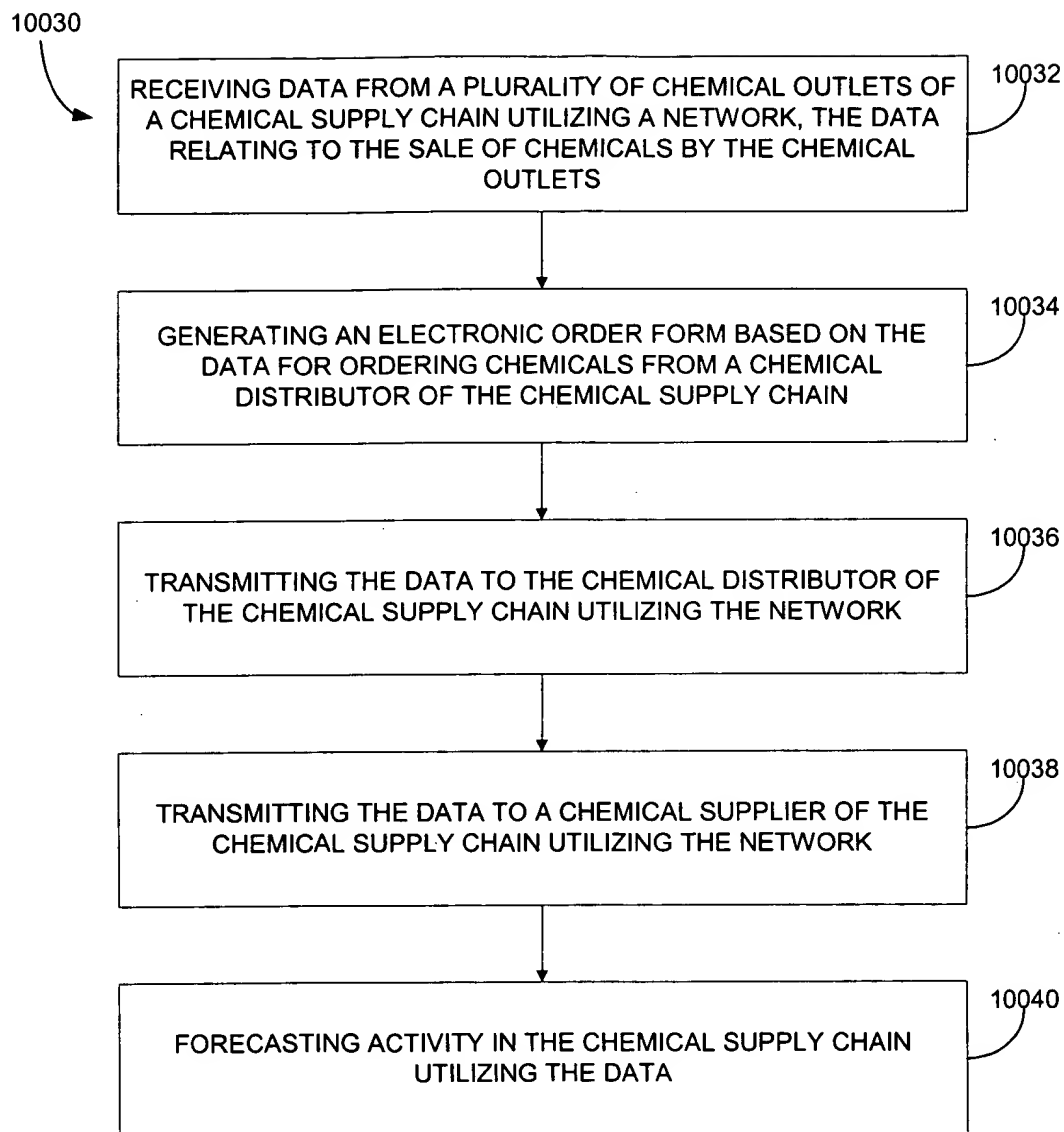 10030
10032
RECEIVING DATA FROM A PLURALITY OF CHEMICAL OUTLETS OF
A CHEMICAL SUPPLY CHAIN UTILIZING A NETWORK, THE DATA
RELATING TO THE SALE OF CHEMICALS BY THE CHEMICAL
OUTLETS
10034
GENERATING AN ELECTRONIC ORDER FORM BASED ON THE
DATA FOR ORDERING CHEMICALS FROM A CHEMICAL
DISTRIBUTOR OF THE CHEMICAL SUPPLY CHAIN
10036
TRANSMITTING THE DATA TO THE CHEMICAL DISTRIBUTOR OF
THE CHEMICAL SUPPLY CHAIN UTILIZING THE NETWORK
10038
TRANSMITTING THE DATA TO A CHEMICAL SUPPLIER OF THE
CHEMICAL SUPPLY CHAIN UTILIZING THE NETWORK
10040
FORECASTING ACTIVITY IN THE CHEMICAL SUPPLY CHAIN
UTILIZING THE DATA